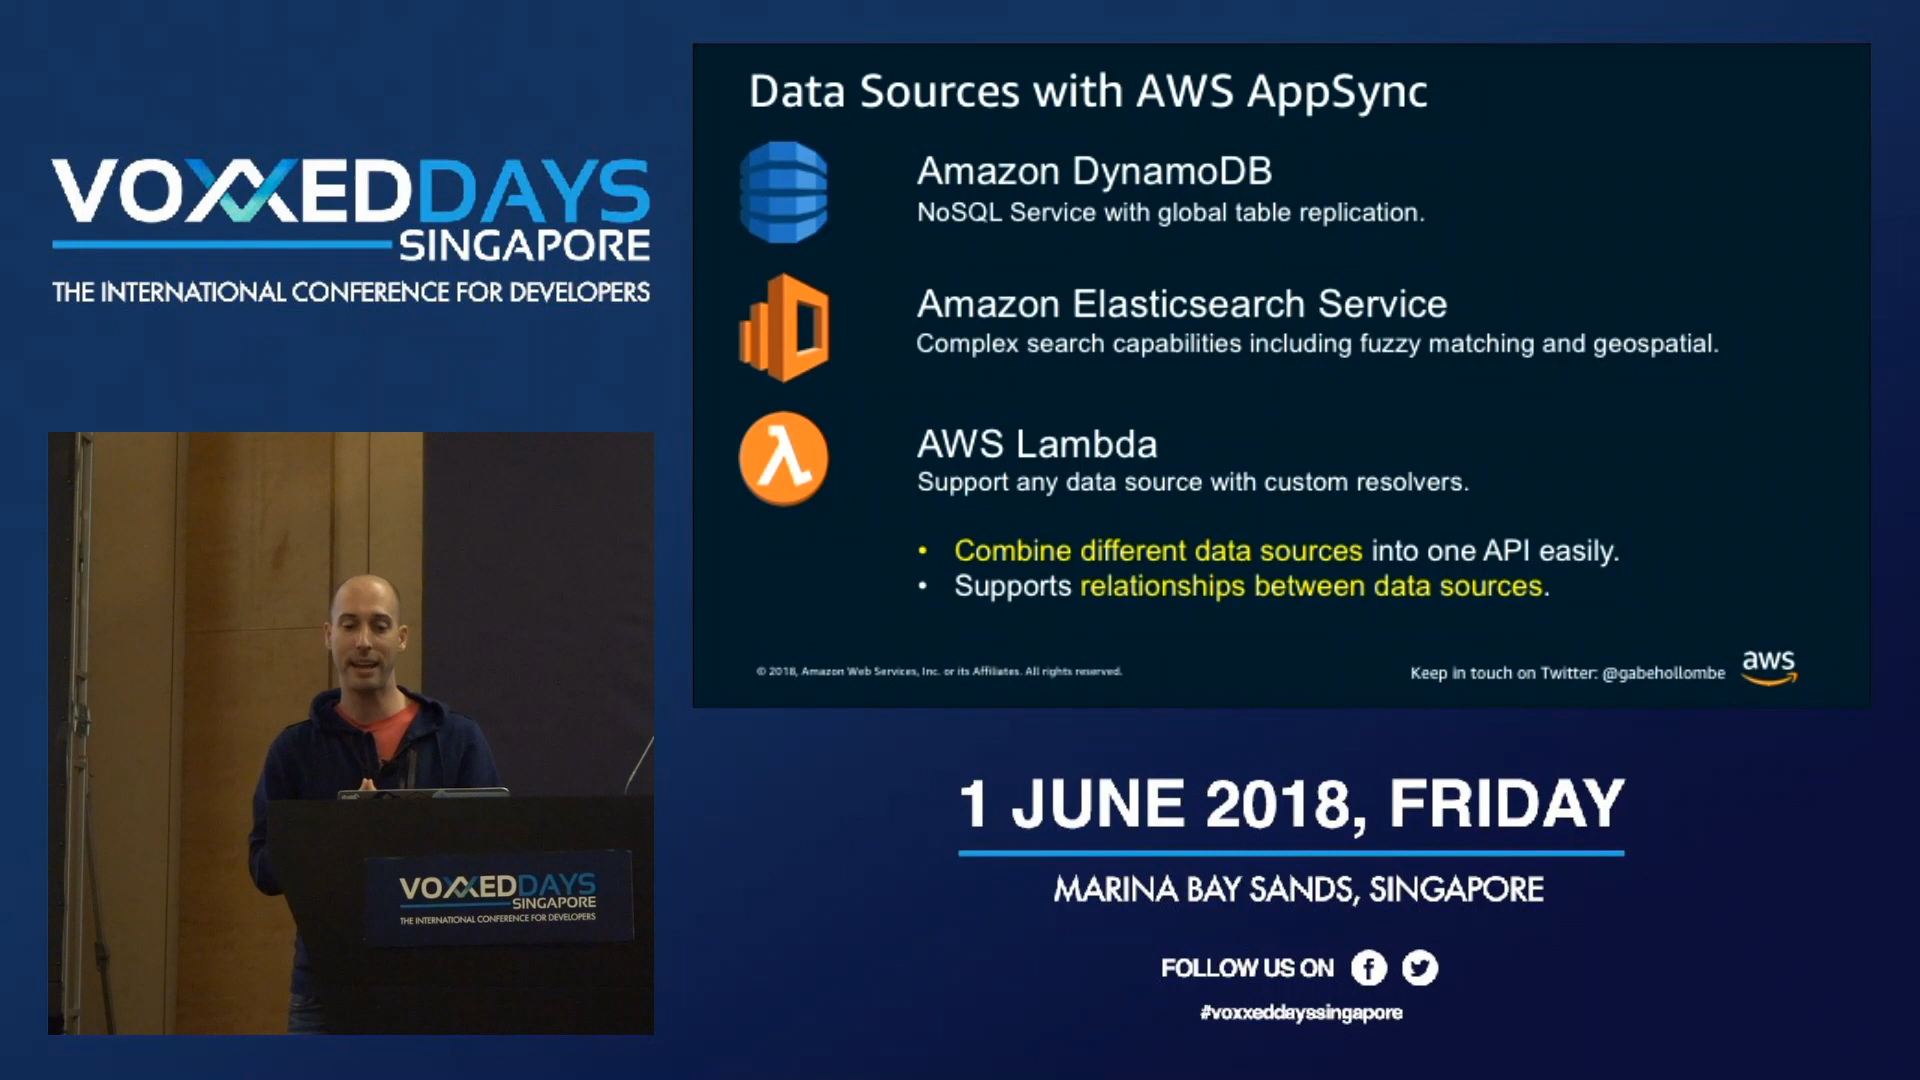 VOXXEDDAYS
SINGAPORE
THE INTERNATIONAL CONFERENCE FOR DEVELOPERS
Data Sources with AWS AppSync
Amazon DynamoDB
NoSQL Service with global table replication.
Amazon Elasticsearch Service
Complex search capabilities including fuzzy matching and geospatial.
AWS Lambda
Support any data source with custom resolvers.
• Combine different data sources into one API easily.
• Supports relationships between data sources.
© 2018, Amazon Web Services, Inc. or its Affiliates. All rights reserved.
Keep in touch on Twitter: @gabehollombe
aws
VOXXEDDAYS
SINGAPORE
THE INTERNATIONAL CONFERENCE FOR DEVELOPERS
1 JUNE 2018, FRIDAY
MARINA BAY SANDS, SINGAPORE
FOLLOW US ON
#voxxeddayssingapore